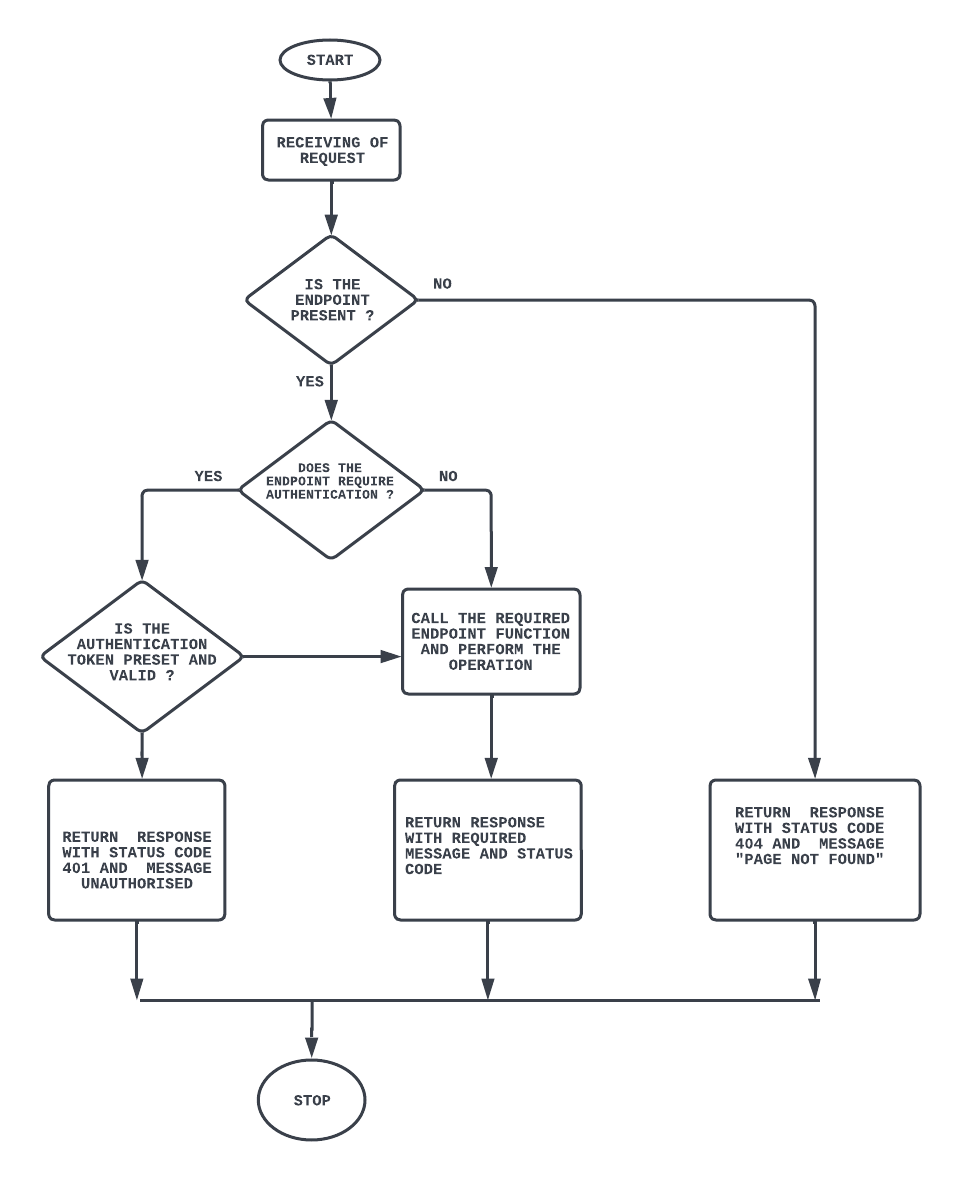 START
RECEIVING OF
REQUEST
IS THE
ENDPOINT
PRESENT ?
NO
YES
DOES THE
ENDPOINT REQUIRE
AUTHENTICATION ?
YES
NO
IS THE
AUTHENTICATION
TOKEN PRESET AND
VALID ?
CALL THE REQUIRED
ENDPOINT FUNCTION
AND PERFORM THE
OPERATION
RETURN  RESPONSE
WITH STATUS CODE
401 AND  MESSAGE
UNAUTHORISED
RETURN RESPONSE
WITH REQUIRED
MESSAGE AND STATUS
CODE
RETURN  RESPONSE
WITH STATUS CODE
404 AND  MESSAGE
"PAGE NOT FOUND"
STOP